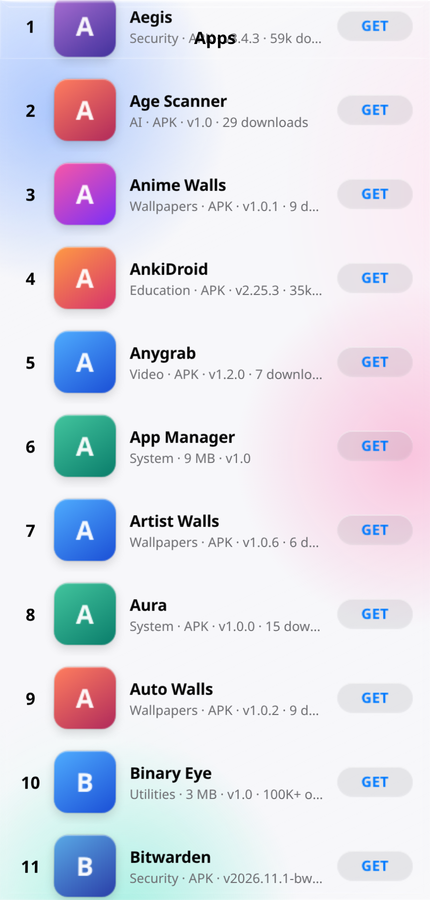 Apps
1
A
Aegis
Security · A 3.4.3 · 59k do...
GET
2
A
Age Scanner
AI · APK · v1.0 · 29 downloads
GET
3
A
Anime Walls
Wallpapers · APK · v1.0.1 · 9 d...
GET
4
A
AnkiDroid
Education · APK · v2.25.3 · 35k...
GET
5
A
Anygrab
Video · APK · v1.2.0 · 7 downlo...
GET
6
A
App Manager
System · 9 MB · v1.0
GET
7
A
Artist Walls
Wallpapers · APK · v1.0.6 · 6 d...
GET
8
A
Aura
System · APK · v1.0.0 · 15 dow...
GET
9
A
Auto Walls
Wallpapers · APK · v1.0.2 · 9 d...
GET
10
B
Binary Eye
Utilities · 3 MB · v1.0 · 100K+ o...
GET
11
B
Bitwarden
Security · APK · v2026.11.1-bw...
GET